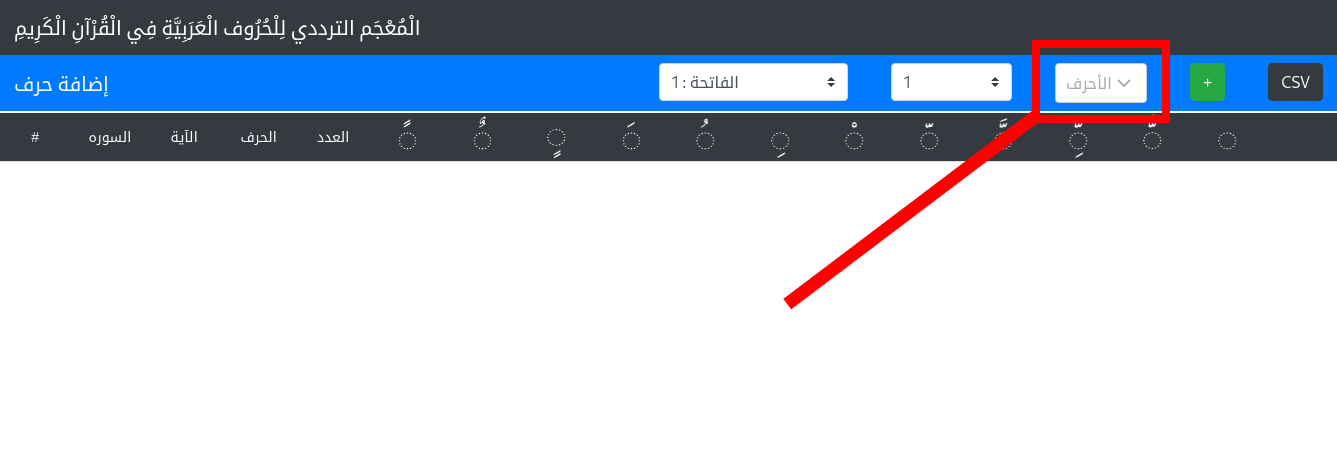 الْمُعْجَم الترددي لِلْحُرُوف الْعَرَبِيَّةِ فِي الْقُرْآنِ الْكَرِيمِ
إضافة حرف 1: الفاتحة 1 الأحرف + CSV
# السوره الآية الحرف العدد ◌ً ◌ٌ ◌ٍ ◌َ ◌ُ ◌ِ ◌ْ ◌ّ ◌َّ ◌ِّ ◌ُّ ◌